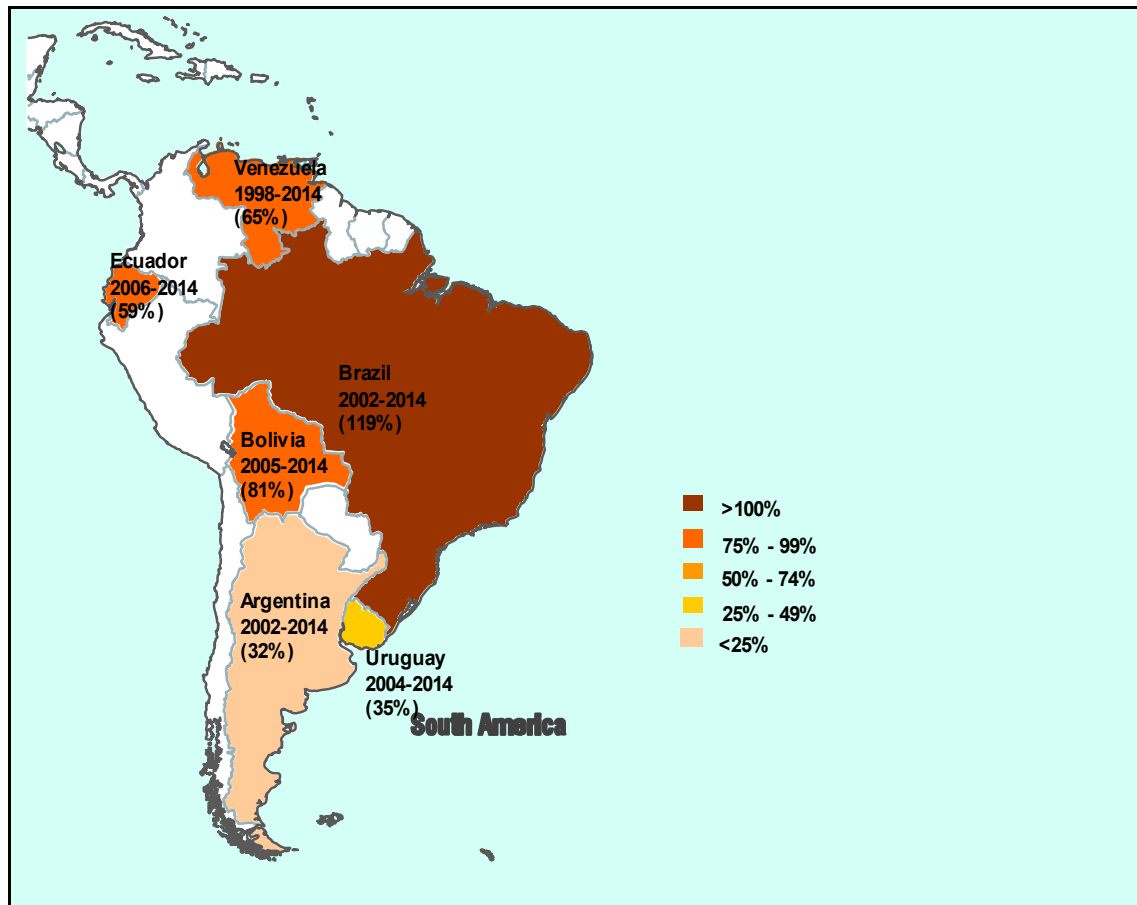 Venezuela
1998-2014
(65%)
Ecuador
2006-2014
(59%)
Brazil
2002-2014
(119%)
Bolivia
2005-2014
(81%)
>100%
75% - 99%
50% - 74%
25% - 49%
<25%
Argentina
2002-2014
(32%)
Uruguay
2004-2014
(35%)
South America